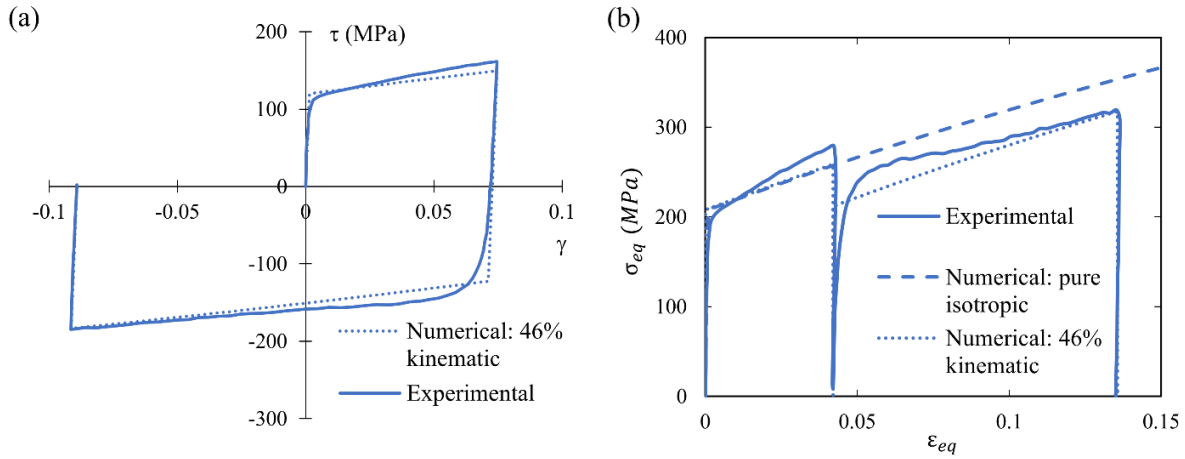 (a)
τ (MPa)
200
100
0
-100
-200
-300
-0.1
-0.05
0
0.05
0.1
γ
Numerical: 46%
kinematic
Experimental
(b)
400
300
200
100
0
σeq (MPa)
0
0.05
0.1
0.15
εeq
Experimental
Numerical: pure
isotropic
Numerical: 46%
kinematic